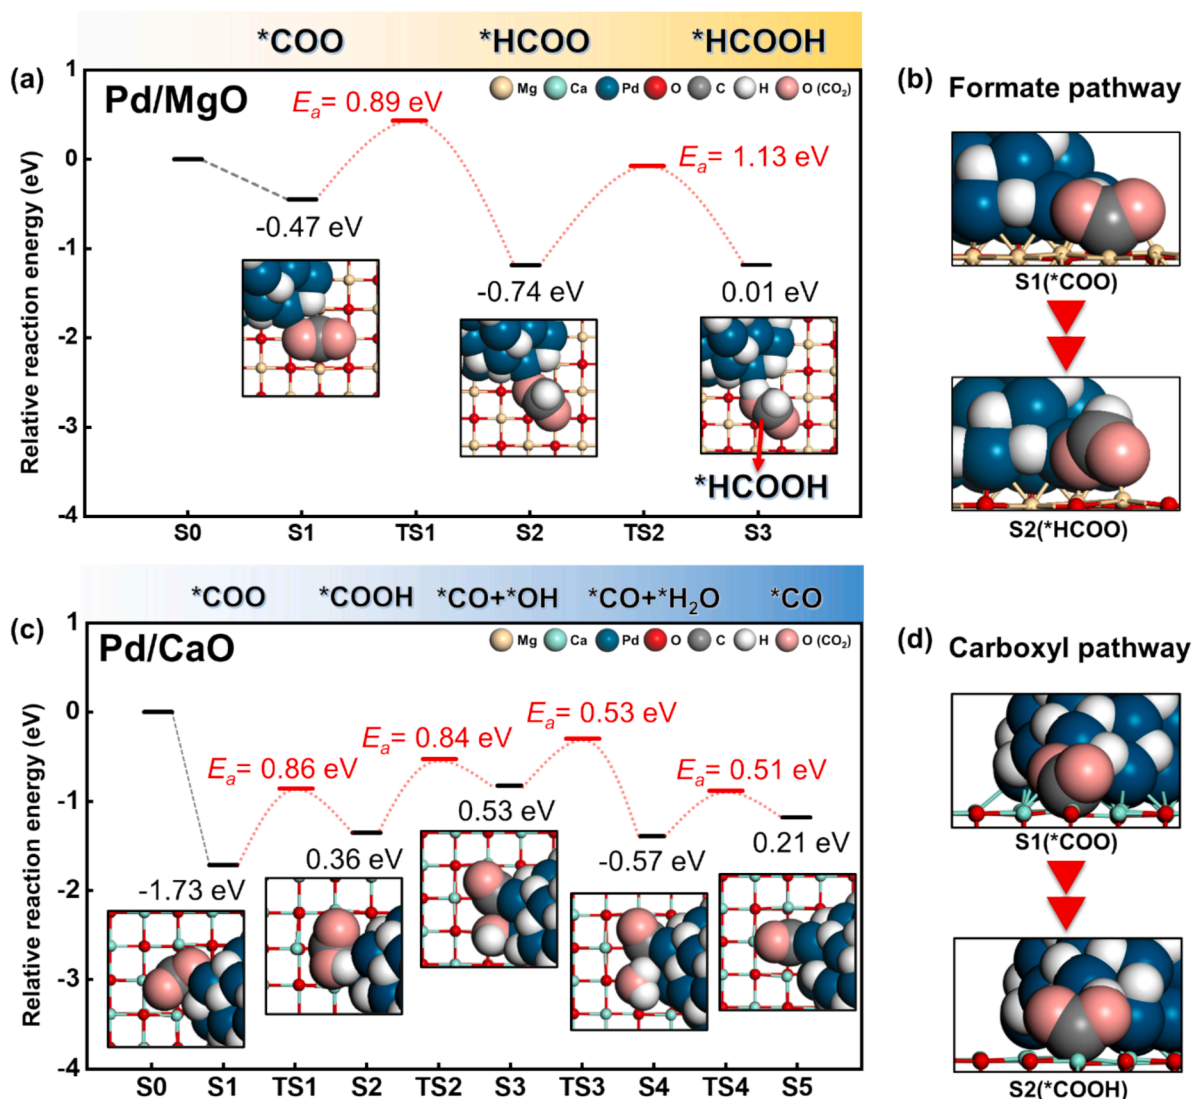 *COO *HCOO *HCOOH
(a)
Pd/MgO
Mg Ca Pd O C H O (CO₂)
Relative reaction energy (eV)
1
0
-1
-2
-3
-4
Eₐ= 0.89 eV
Eₐ= 1.13 eV
-0.47 eV
-0.74 eV
0.01 eV
*HCOOH
S0 S1 TS1 S2 TS2 S3
(b) Formate pathway
S1(*COO)
S2(*HCOO)
*COO *COOH *CO+*OH *CO+*H₂O *CO
(c)
Pd/CaO
Mg Ca Pd O C H O (CO₂)
Relative reaction energy (eV)
1
0
-1
-2
-3
-4
Eₐ= 0.86 eV
Eₐ= 0.84 eV
Eₐ= 0.53 eV
Eₐ= 0.51 eV
-1.73 eV
0.36 eV
0.53 eV
-0.57 eV
0.21 eV
S0 S1 TS1 S2 TS2 S3 TS3 S4 TS4 S5
(d) Carboxyl pathway
S1(*COO)
S2(*COOH)